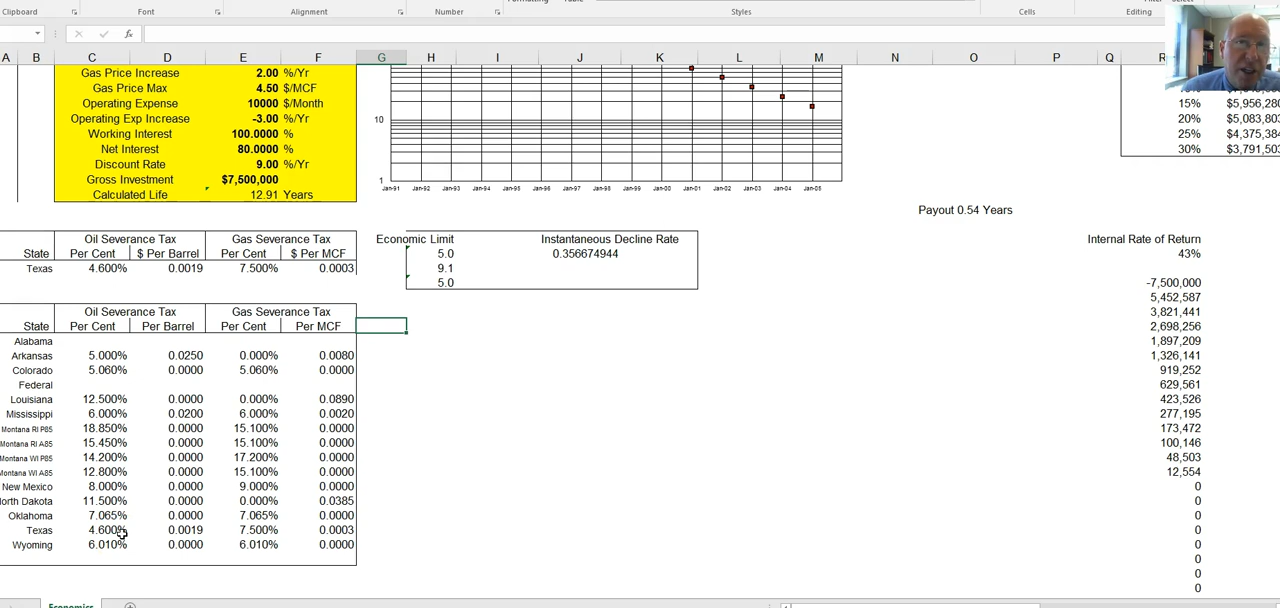 Clipboard Font Alignment Number Styles Cells Editing
fx
A B C D E F G H I J K L M N O P Q R
Gas Price Increase 2.00 %/Yr
Gas Price Max 4.50 $/MCF
Operating Expense 10000 $/Month 15%
Operating Exp Increase -3.00 %/Yr 10 20%
Working Interest 100.0000 % 25%
Net Interest 80.0000 % 30%
Discount Rate 9.00 %/Yr
Gross Investment $7,500,000 1
Jan-91 Jan-92 Jan-93 Jan-94 Jan-95 Jan-96 Jan-97 Jan-98 Jan-99 Jan-00 Jan-01 Jan-02 Jan-03 Jan-04 Jan-05
Calculated Life 12.91 Years
Payout 0.54 Years
Oil Severance Tax Gas Severance Tax Economic Limit Instantaneous Decline Rate Internal Rate of Return
State Per Cent $ Per Barrel Per Cent $ Per MCF 5.0 0.356674944 43%
Texas 4.600% 0.0019 7.500% 0.0003 9.1
5.0 -7,500,000
5,452,587
Oil Severance Tax Gas Severance Tax 3,821,441
State Per Cent Per Barrel Per Cent Per MCF 2,698,256
Alabama 1,897,209
Arkansas 5.000% 0.0250 0.000% 0.0080 1,326,141
Colorado 5.060% 0.0000 5.060% 0.0000 919,252
Federal 629,561
Louisiana 12.500% 0.0000 0.000% 0.0890 423,526
Mississippi 6.000% 0.0200 6.000% 0.0020 277,195
Montana RI P85 18.850% 0.0000 15.100% 0.0000 173,472
Montana RI A85 15.450% 0.0000 15.100% 0.0000 100,146
Montana WI P85 14.200% 0.0000 17.200% 0.0000 48,503
Montana WI A85 12.800% 0.0000 15.100% 0.0000 12,554
New Mexico 8.000% 0.0000 9.000% 0.0000 0
orth Dakota 11.500% 0.0000 0.000% 0.0385 0
Oklahoma 7.065% 0.0000 7.065% 0.0000 0
Texas 4.600% 0.0019 7.500% 0.0003 0
Wyoming 6.010% 0.0000 6.010% 0.0000 0
0
0
0
Economics